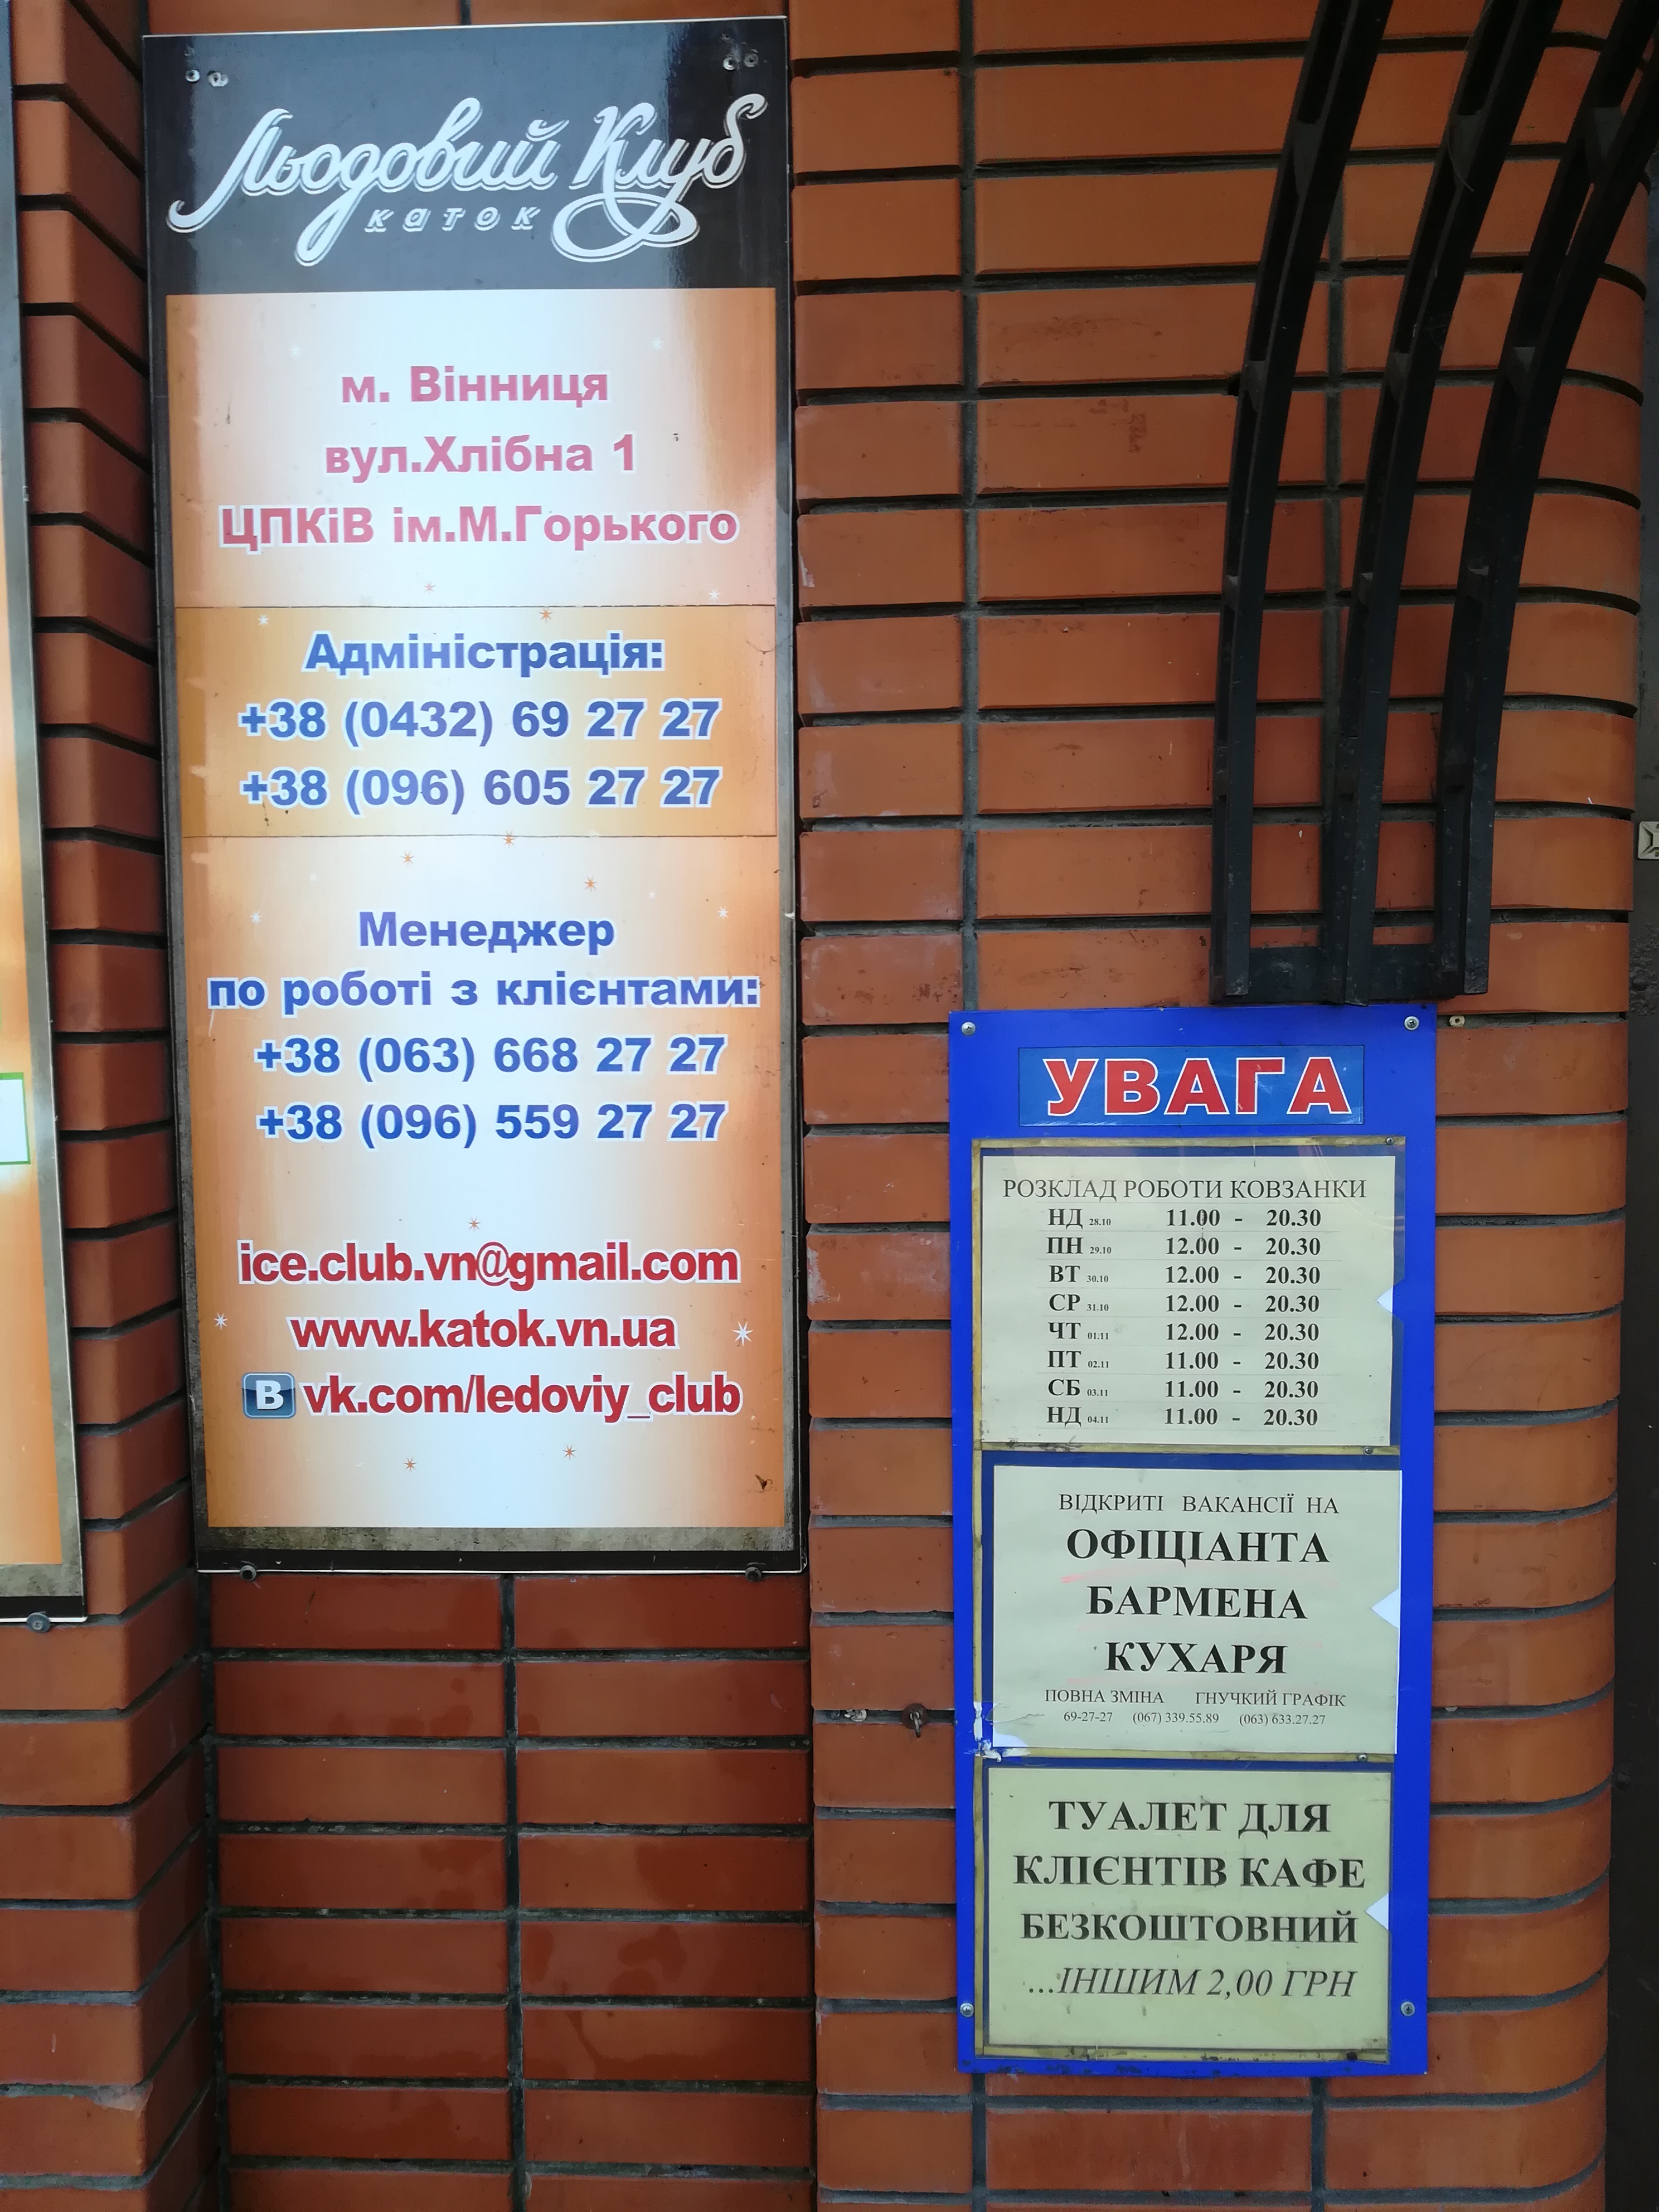 Льодовий Клуб
каток
м. Вінниця
вул.Хлібна 1
ЦПКіВ ім.М.Горького
Адміністрація:
+38 (0432) 69 27 27
+38 (096) 605 27 27
Менеджер
по роботі з клієнтами:
+38 (063) 668 27 27
+38 (096) 559 27 27
ice.club.vn@gmail.com
www.katok.vn.ua
B vk.com/ledoviy_club
УВАГА
РОЗКЛАД РОБОТИ КОВЗАНКИ
НД 28.10 11.00 - 20.30
ПН 29.10 12.00 - 20.30
ВТ 30.10 12.00 - 20.30
СР 31.10 12.00 - 20.30
ЧТ 01.11 12.00 - 20.30
ПТ 02.11 11.00 - 20.30
СБ 03.11 11.00 - 20.30
НД 04.11 11.00 - 20.30
ВІДКРИТІ ВАКАНСІЇ НА
ОФІЦІАНТА
БАРМЕНА
КУХАРЯ
ПОВНА ЗМІНА ГНУЧКИЙ ГРАФІК
69-27-27 (067) 339.55.89 (063) 633.27.27
ТУАЛЕТ ДЛЯ
КЛІЄНТІВ КАФЕ
БЕЗКОШТОВНИЙ
...ІНШИМ 2,00 ГРН